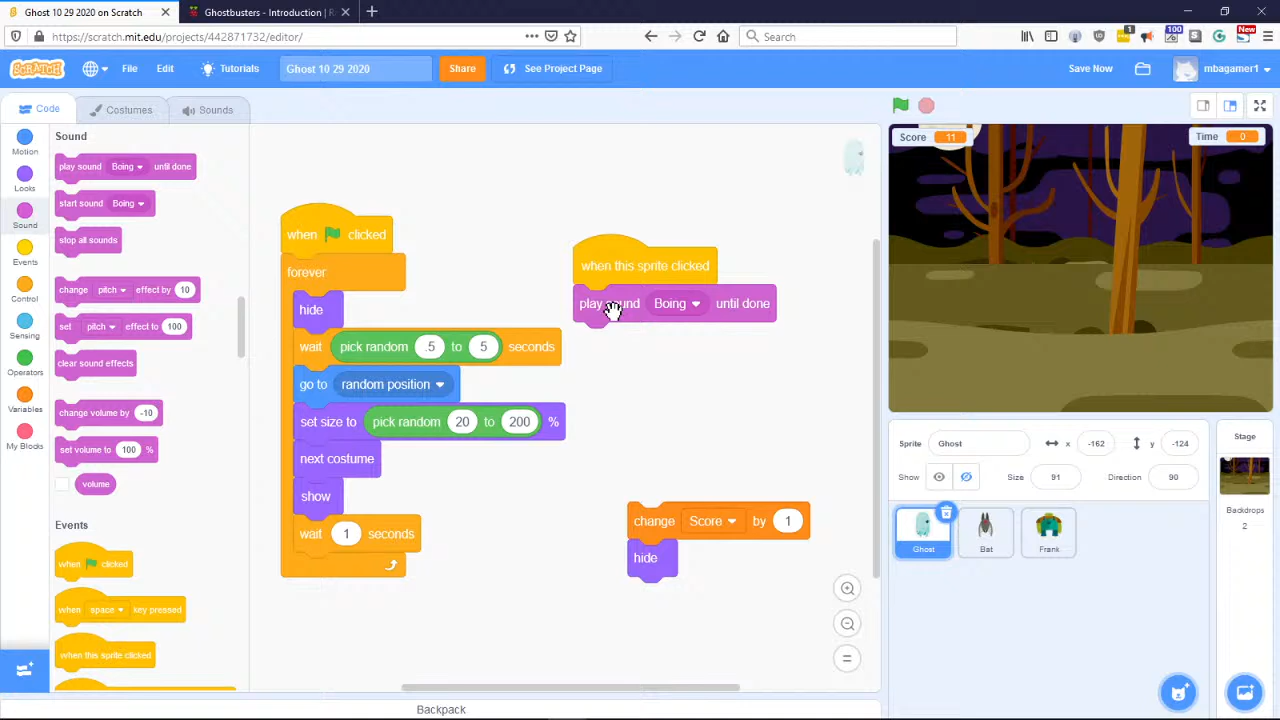 Ghost 10 29 2020 on Scratch
Ghostbusters - Introduction | R
https://scratch.mit.edu/projects/442871732/editor/
Search
100
New
SCRATCH
File
Edit
Tutorials
Ghost 10 29 2020
Share
See Project Page
Save Now
mbagamer1
Code
Costumes
Sounds
Motion
Looks
Sound
Events
Control
Sensing
Operators
Variables
My Blocks
Sound
play sound Boing until done
start sound Boing
stop all sounds
change pitch effect by 10
set pitch effect to 100
clear sound effects
change volume by -10
set volume to 100 %
volume
Events
when clicked
when space key pressed
when this sprite clicked
when clicked
forever
hide
wait pick random .5 to 5 seconds
go to random position
set size to pick random 20 to 200 %
next costume
show
wait 1 seconds
when this sprite clicked
play sound Boing until done
change Score by 1
hide
Score 11
Time 0
Sprite Ghost x -162 y -124
Show Size 91 Direction 90
Ghost
Bat
Frank
Stage
Backdrops
2
Backpack